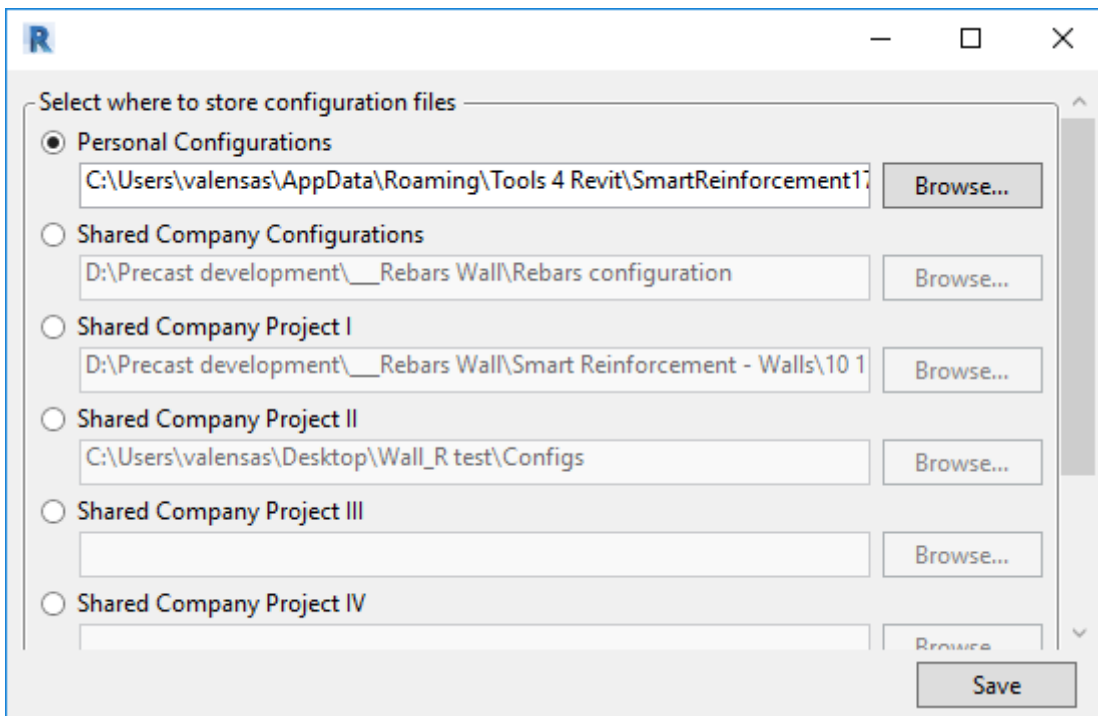 R
Select where to store configuration files
Personal Configurations
C:\Users\valensas\AppData\Roaming\Tools 4 Revit\SmartReinforcement17
Browse...
Shared Company Configurations
D:\Precast development\___Rebars Wall\Rebars configuration
Browse...
Shared Company Project I
D:\Precast development\___Rebars Wall\Smart Reinforcement - Walls\10 1
Browse...
Shared Company Project II
C:\Users\valensas\Desktop\Wall_R test\Configs
Browse...
Shared Company Project III
Browse...
Shared Company Project IV
Browse...
Save